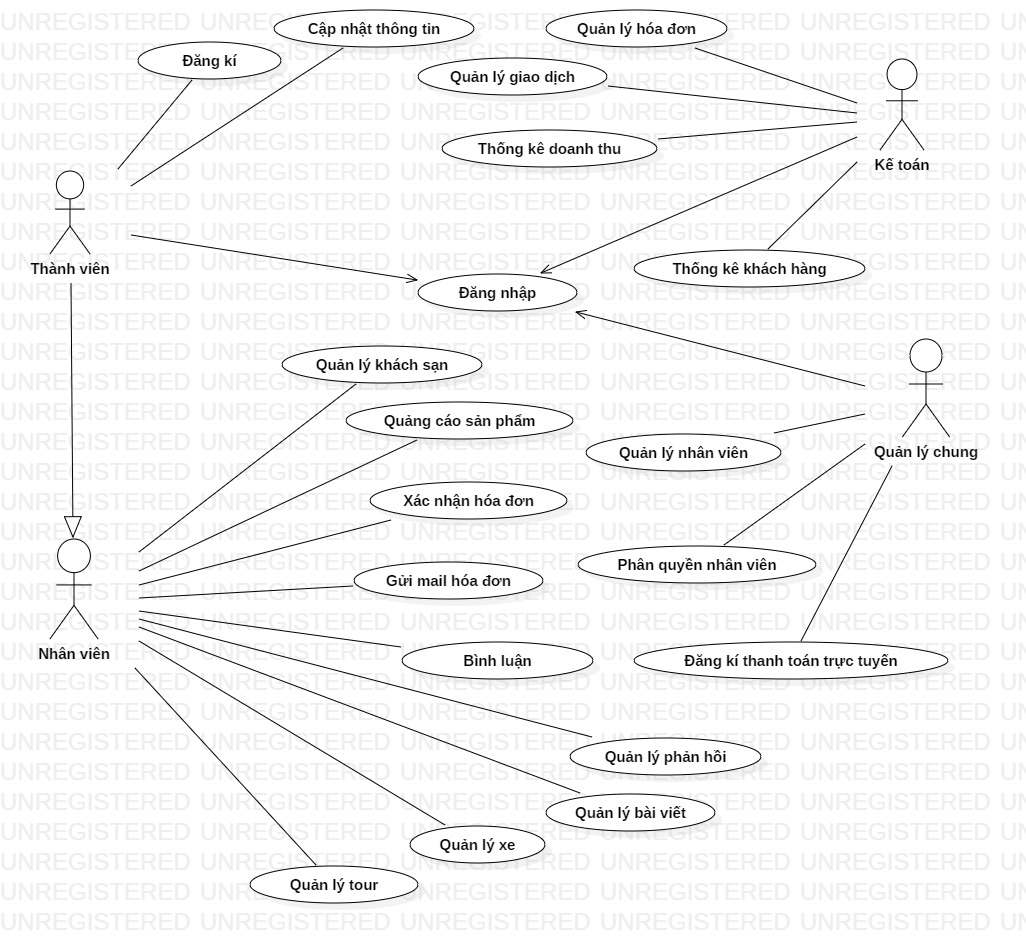 Cập nhật thông tin
Quản lý hóa đơn
Đăng kí
Quản lý giao dịch
Thống kê doanh thu
Kế toán
Thành viên
Thống kê khách hàng
Đăng nhập
Quản lý khách sạn
Quảng cáo sản phẩm
Quản lý nhân viên
Quản lý chung
Xác nhận hóa đơn
Phân quyền nhân viên
Gửi mail hóa đơn
Nhân viên
Bình luận
Đăng kí thanh toán trực tuyến
Quản lý phản hồi
Quản lý bài viết
Quản lý xe
Quản lý tour
UNREGISTERED